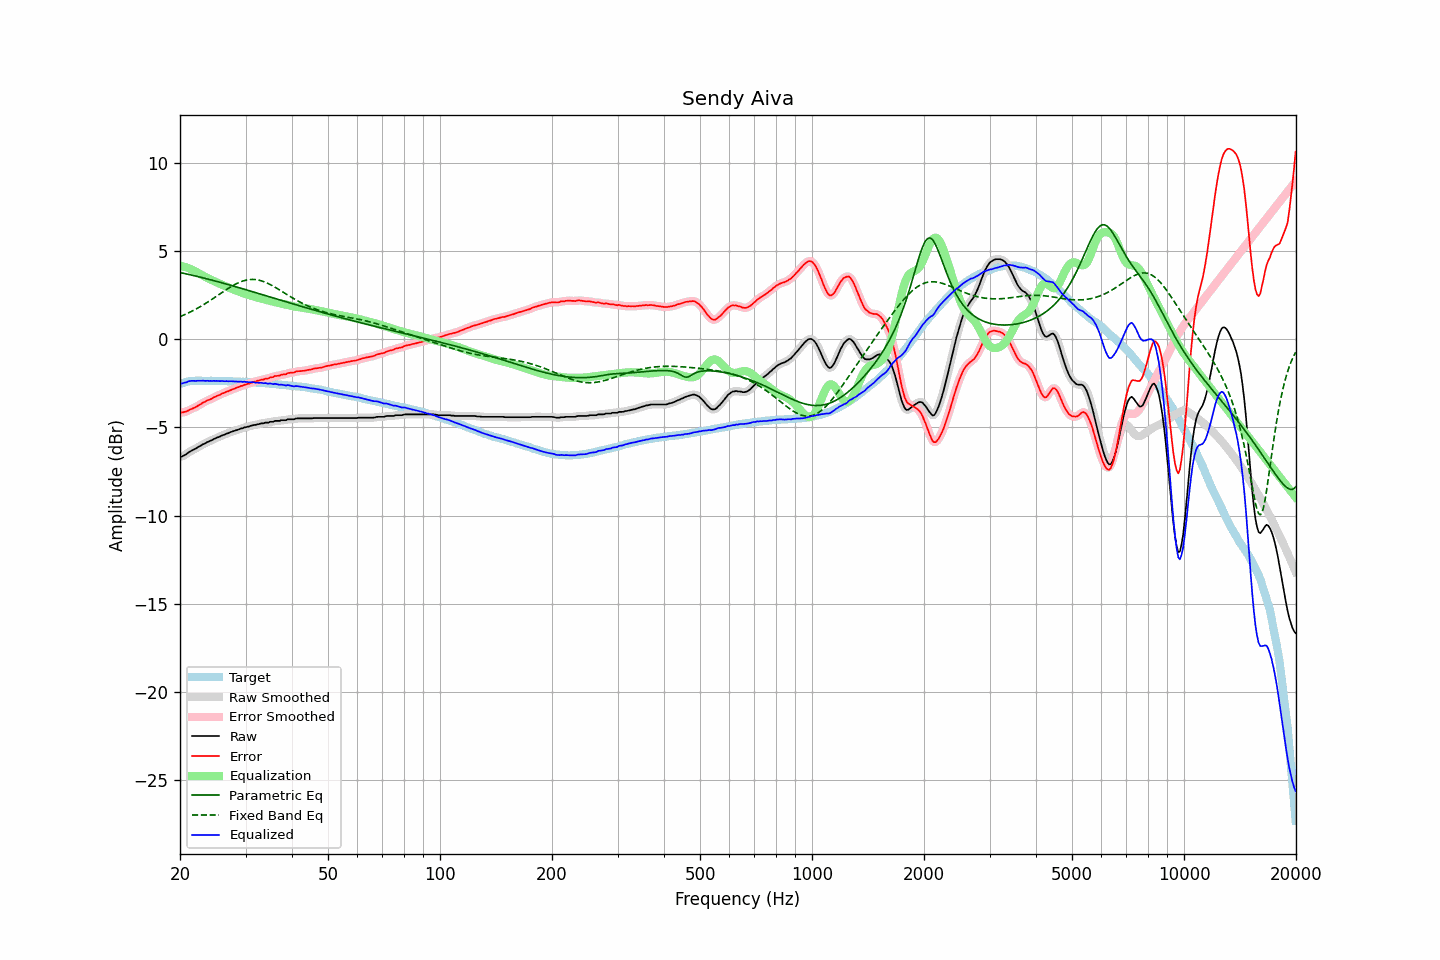 Sendy Aiva
Amplitude (dBr)
10
5
0
−5
−10
−15
−20
−25
Target
Raw Smoothed
Error Smoothed
Raw
Error
Equalization
Parametric Eq
Fixed Band Eq
Equalized
20 50 100 200 500 1000 2000 5000 10000 20000
Frequency (Hz)